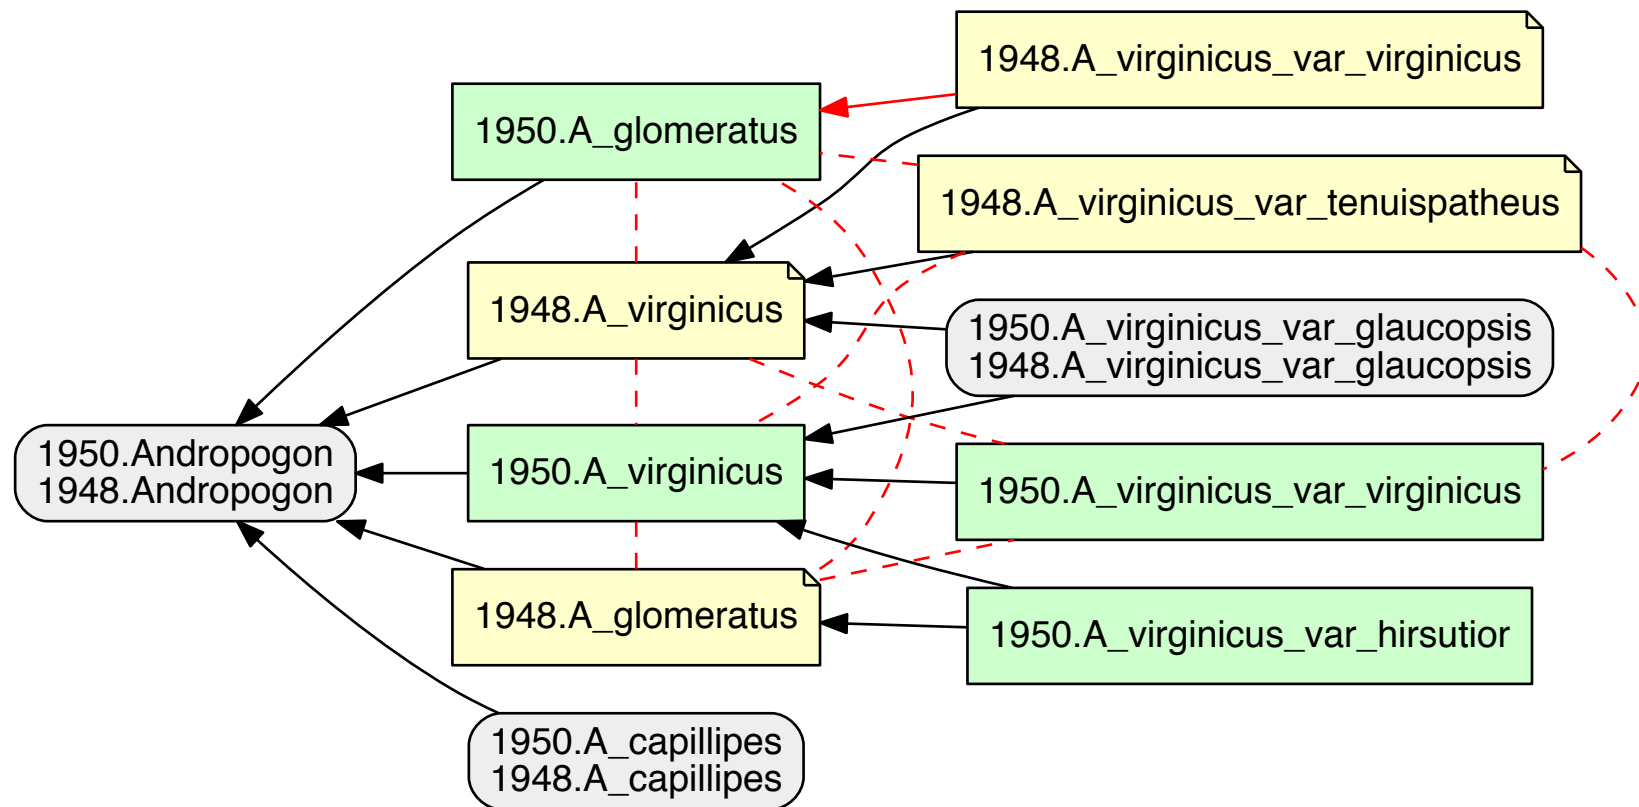 1948.A_virginicus_var_virginicus
1950.A_glomeratus
1948.A_virginicus_var_tenuispatheus
1948.A_virginicus
1950.A_virginicus_var_glaucopsis
1948.A_virginicus_var_glaucopsis
1950.Andropogon
1948.Andropogon
1950.A_virginicus
1950.A_virginicus_var_virginicus
1948.A_glomeratus
1950.A_virginicus_var_hirsutior
1950.A_capillipes
1948.A_capillipes